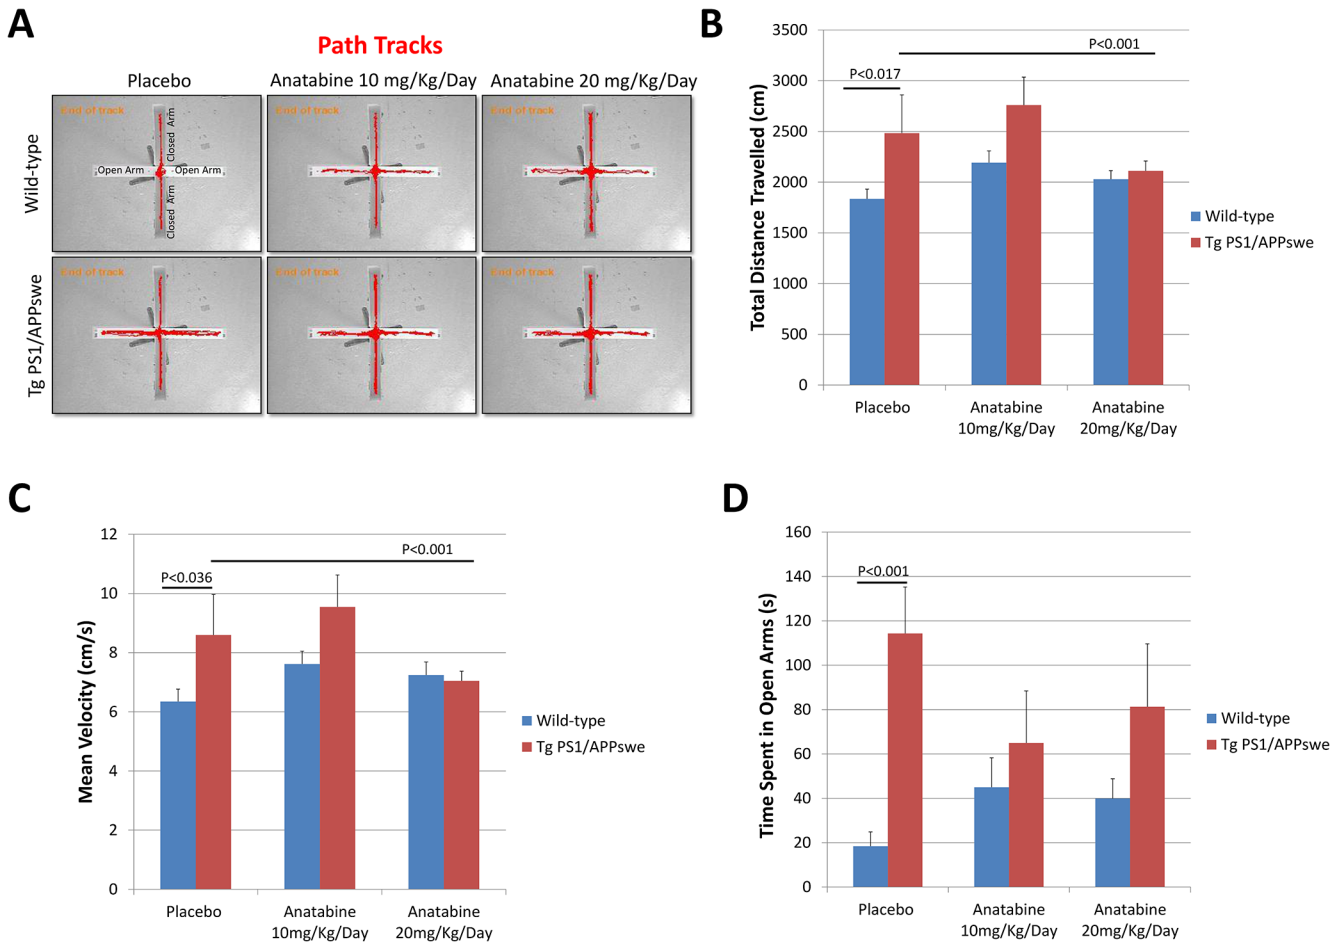 A
Path Tracks
Placebo
Anatabine 10 mg/Kg/Day
Anatabine 20 mg/Kg/Day
Wild-type
End of track
Closed Arm
Open Arm
Open Arm
Closed Arm
End of track
End of track
Tg PS1/APPswe
End of track
End of track
End of track
B
Total Distance Travelled (cm)
3500
3000
2500
2000
1500
1000
500
0
P<0.017
P<0.001
Placebo
Anatabine
10mg/Kg/Day
Anatabine
20mg/Kg/Day
Wild-type
Tg PS1/APPswe
C
Mean Velocity (cm/s)
12
10
8
6
4
2
0
P<0.036
P<0.001
Placebo
Anatabine
10mg/Kg/Day
Anatabine
20mg/Kg/Day
Wild-type
Tg PS1/APPswe
D
Time Spent in Open Arms (s)
160
140
120
100
80
60
40
20
0
P<0.001
Placebo
Anatabine
10mg/Kg/Day
Anatabine
20mg/Kg/Day
Wild-type
Tg PS1/APPswe